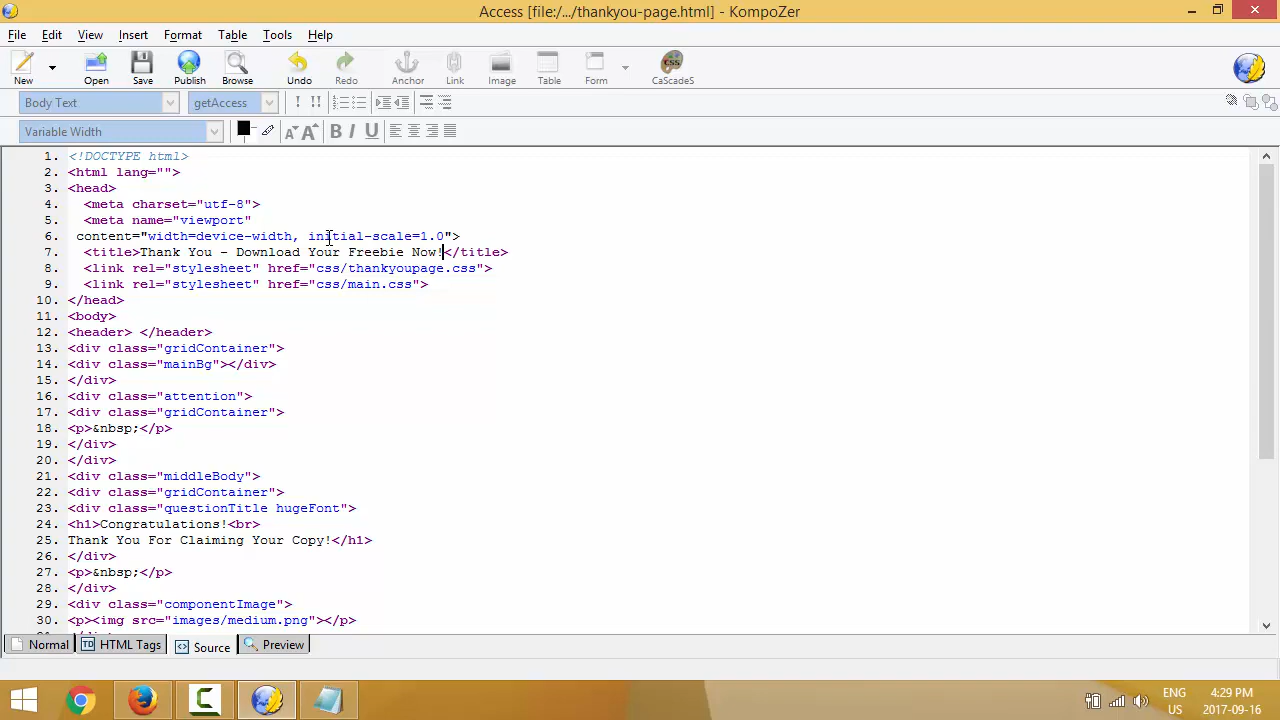 Access [file:/.../thankyou-page.html] - KompoZer
File Edit View Insert Format Table Tools Help
New Open Save Publish Browse Undo Redo Anchor Link Image Table Form CaScadeS
Body Text getAccess ! !!
Variable Width A A B I U
1. <!DOCTYPE html>
2. <html lang="">
3. <head>
4. <meta charset="utf-8">
5. <meta name="viewport"
6. content="width=device-width, initial-scale=1.0">
7. <title>Thank You - Download Your Freebie Now!</title>
8. <link rel="stylesheet" href="css/thankyoupage.css">
9. <link rel="stylesheet" href="css/main.css">
10. </head>
11. <body>
12. <header> </header>
13. <div class="gridContainer">
14. <div class="mainBg"></div>
15. </div>
16. <div class="attention">
17. <div class="gridContainer">
18. <p>&nbsp;</p>
19. </div>
20. </div>
21. <div class="middleBody">
22. <div class="gridContainer">
23. <div class="questionTitle hugeFont">
24. <h1>Congratulations!<br>
25. Thank You For Claiming Your Copy!</h1>
26. </div>
27. <p>&nbsp;</p>
28. </div>
29. <div class="componentImage">
30. <p><img src="images/medium.png"></p>
Normal TD HTML Tags <> Source Preview
ENG 4:29 PM
US 2017-09-16